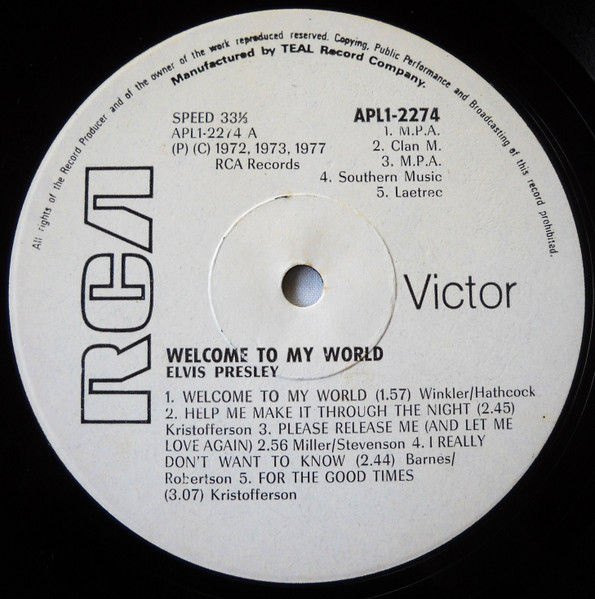 All rights of the Record Producer and of the owner of the work reproduced reserved. Copying, Public Performance and Broadcasting of this record prohibited.
Manufactured by TEAL Record Company.
SPEED 33⅓
APL1-2274 A
(P) (C) 1972, 1973, 1977
RCA Records
APL1-2274
1. M.P.A.
2. Clan M.
3. M.P.A.
4. Southern Music
5. Laetrec
RCA
Victor
WELCOME TO MY WORLD
ELVIS PRESLEY
1. WELCOME TO MY WORLD (1.57) Winkler/Hathcock
2. HELP ME MAKE IT THROUGH THE NIGHT (2.45)
Kristofferson 3. PLEASE RELEASE ME (AND LET ME
LOVE AGAIN) 2.56 Miller/Stevenson 4. I REALLY
DON'T WANT TO KNOW (2.44) Barnes/
Robertson 5. FOR THE GOOD TIMES
(3.07) Kristofferson